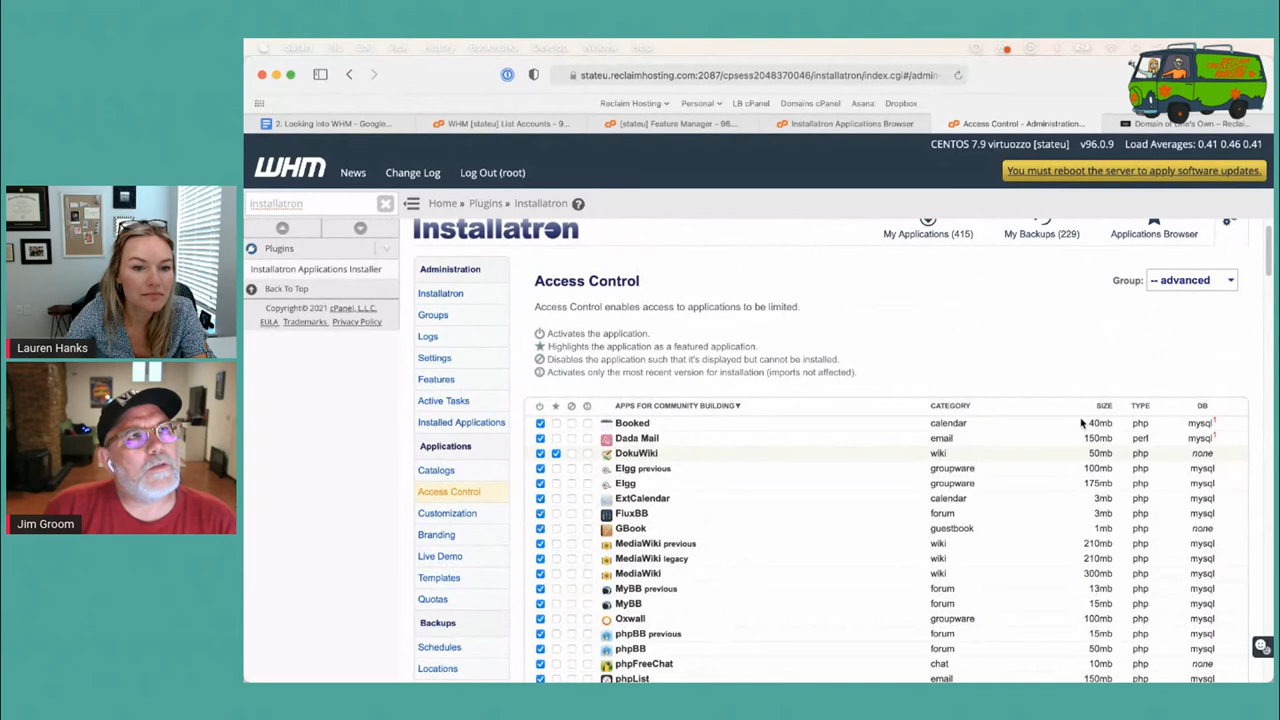 stateu.reclaimhosting.com:2087/cpsess2048370046/installatron/index.cgi#/admin-
Reclaim Hosting
Personal
LB cPanel
Domains cPanel
Asana
Dropbox
2. Looking into WHM - Google...
WHM [stateu] List Accounts - 9...
[stateu] Feature Manager - 96....
Installatron Applications Browser
Access Control - Administration...
Domain of One's Own – Recl...
CENTOS 7.9 virtuozzo [stateu] v96.0.9 Load Averages: 0.41 0.46 0.41
WHM
News
Change Log
Log Out (root)
You must reboot the server to apply software updates.
installatron
Home » Plugins » Installatron
Plugins
Installatron Applications Installer
Back To Top
Copyright© 2021 cPanel, L.L.C.
EULA Trademarks Privacy Policy
Installatron
My Applications (415)
My Backups (229)
Applications Browser
Administration
Installatron
Groups
Logs
Settings
Features
Active Tasks
Installed Applications
Applications
Catalogs
Access Control
Customization
Branding
Live Demo
Templates
Quotas
Backups
Schedules
Locations
Access Control
Group: -- advanced
Access Control enables access to applications to be limited.
Activates the application.
Highlights the application as a featured application.
Disables the application such that it's displayed but cannot be installed.
Activates only the most recent version for installation (imports not affected).
APPS FOR COMMUNITY BUILDING▼ CATEGORY SIZE TYPE DB
Booked calendar 40mb php mysql¹
Dada Mail email 150mb perl mysql¹
DokuWiki wiki 50mb php none
Elgg previous groupware 100mb php mysql
Elgg groupware 175mb php mysql
ExtCalendar calendar 3mb php mysql
FluxBB forum 3mb php mysql
GBook guestbook 1mb php none
MediaWiki previous wiki 210mb php mysql
MediaWiki legacy wiki 210mb php mysql
MediaWiki wiki 300mb php mysql
MyBB previous forum 13mb php mysql
MyBB forum 15mb php mysql
Oxwall groupware 100mb php mysql
phpBB previous forum 15mb php mysql
phpBB forum 50mb php mysql
phpFreeChat chat 10mb php none
phpList email 150mb php mysql
Lauren Hanks
Jim Groom